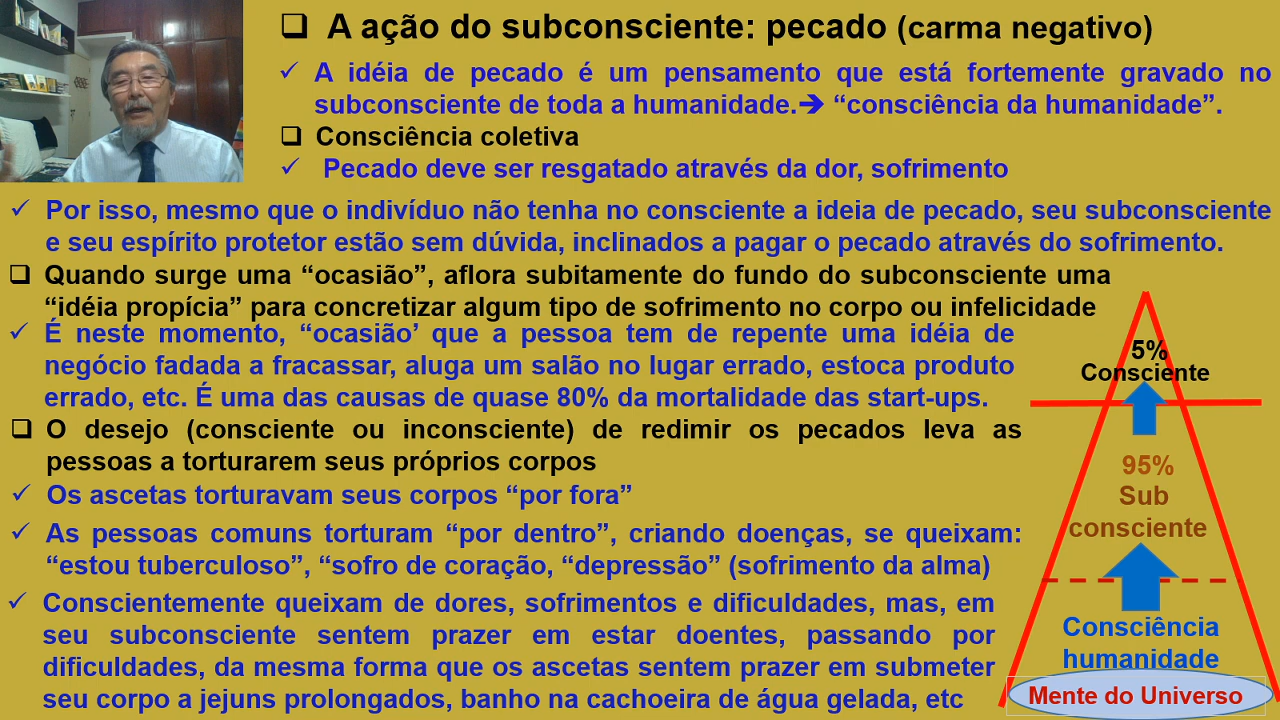 ❑ A ação do subconsciente: pecado (carma negativo)
✓ A idéia de pecado é um pensamento que está fortemente gravado no
subconsciente de toda a humanidade.➔ “consciência da humanidade”.
❑ Consciência coletiva
✓ Pecado deve ser resgatado através da dor, sofrimento
✓ Por isso, mesmo que o indivíduo não tenha no consciente a ideia de pecado, seu subconsciente
e seu espírito protetor estão sem dúvida, inclinados a pagar o pecado através do sofrimento.
❑ Quando surge uma “ocasião”, aflora subitamente do fundo do subconsciente uma
“idéia propícia” para concretizar algum tipo de sofrimento no corpo ou infelicidade
✓ É neste momento, “ocasião’ que a pessoa tem de repente uma idéia de
negócio fadada a fracassar, aluga um salão no lugar errado, estoca produto
errado, etc. É uma das causas de quase 80% da mortalidade das start-ups.
❑ O desejo (consciente ou inconsciente) de redimir os pecados leva as
pessoas a torturarem seus próprios corpos
✓ Os ascetas torturavam seus corpos “por fora”
✓ As pessoas comuns torturam “por dentro”, criando doenças, se queixam:
“estou tuberculoso”, “sofro de coração, “depressão” (sofrimento da alma)
✓ Conscientemente queixam de dores, sofrimentos e dificuldades, mas, em
seu subconsciente sentem prazer em estar doentes, passando por
dificuldades, da mesma forma que os ascetas sentem prazer em submeter
seu corpo a jejuns prolongados, banho na cachoeira de água gelada, etc
5%
Consciente
95%
Sub
consciente
Consciência
humanidade
Mente do Universo